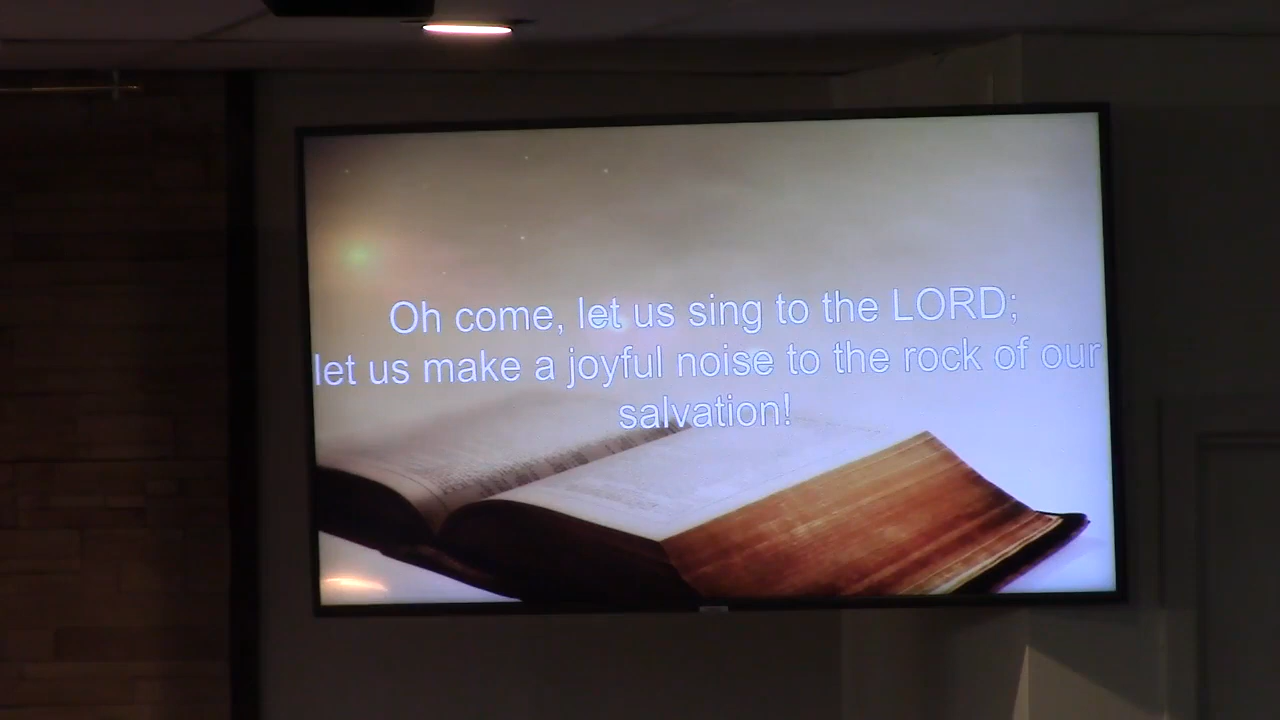 Oh come, let us sing to the LORD;
let us make a joyful noise to the rock of our
salvation!